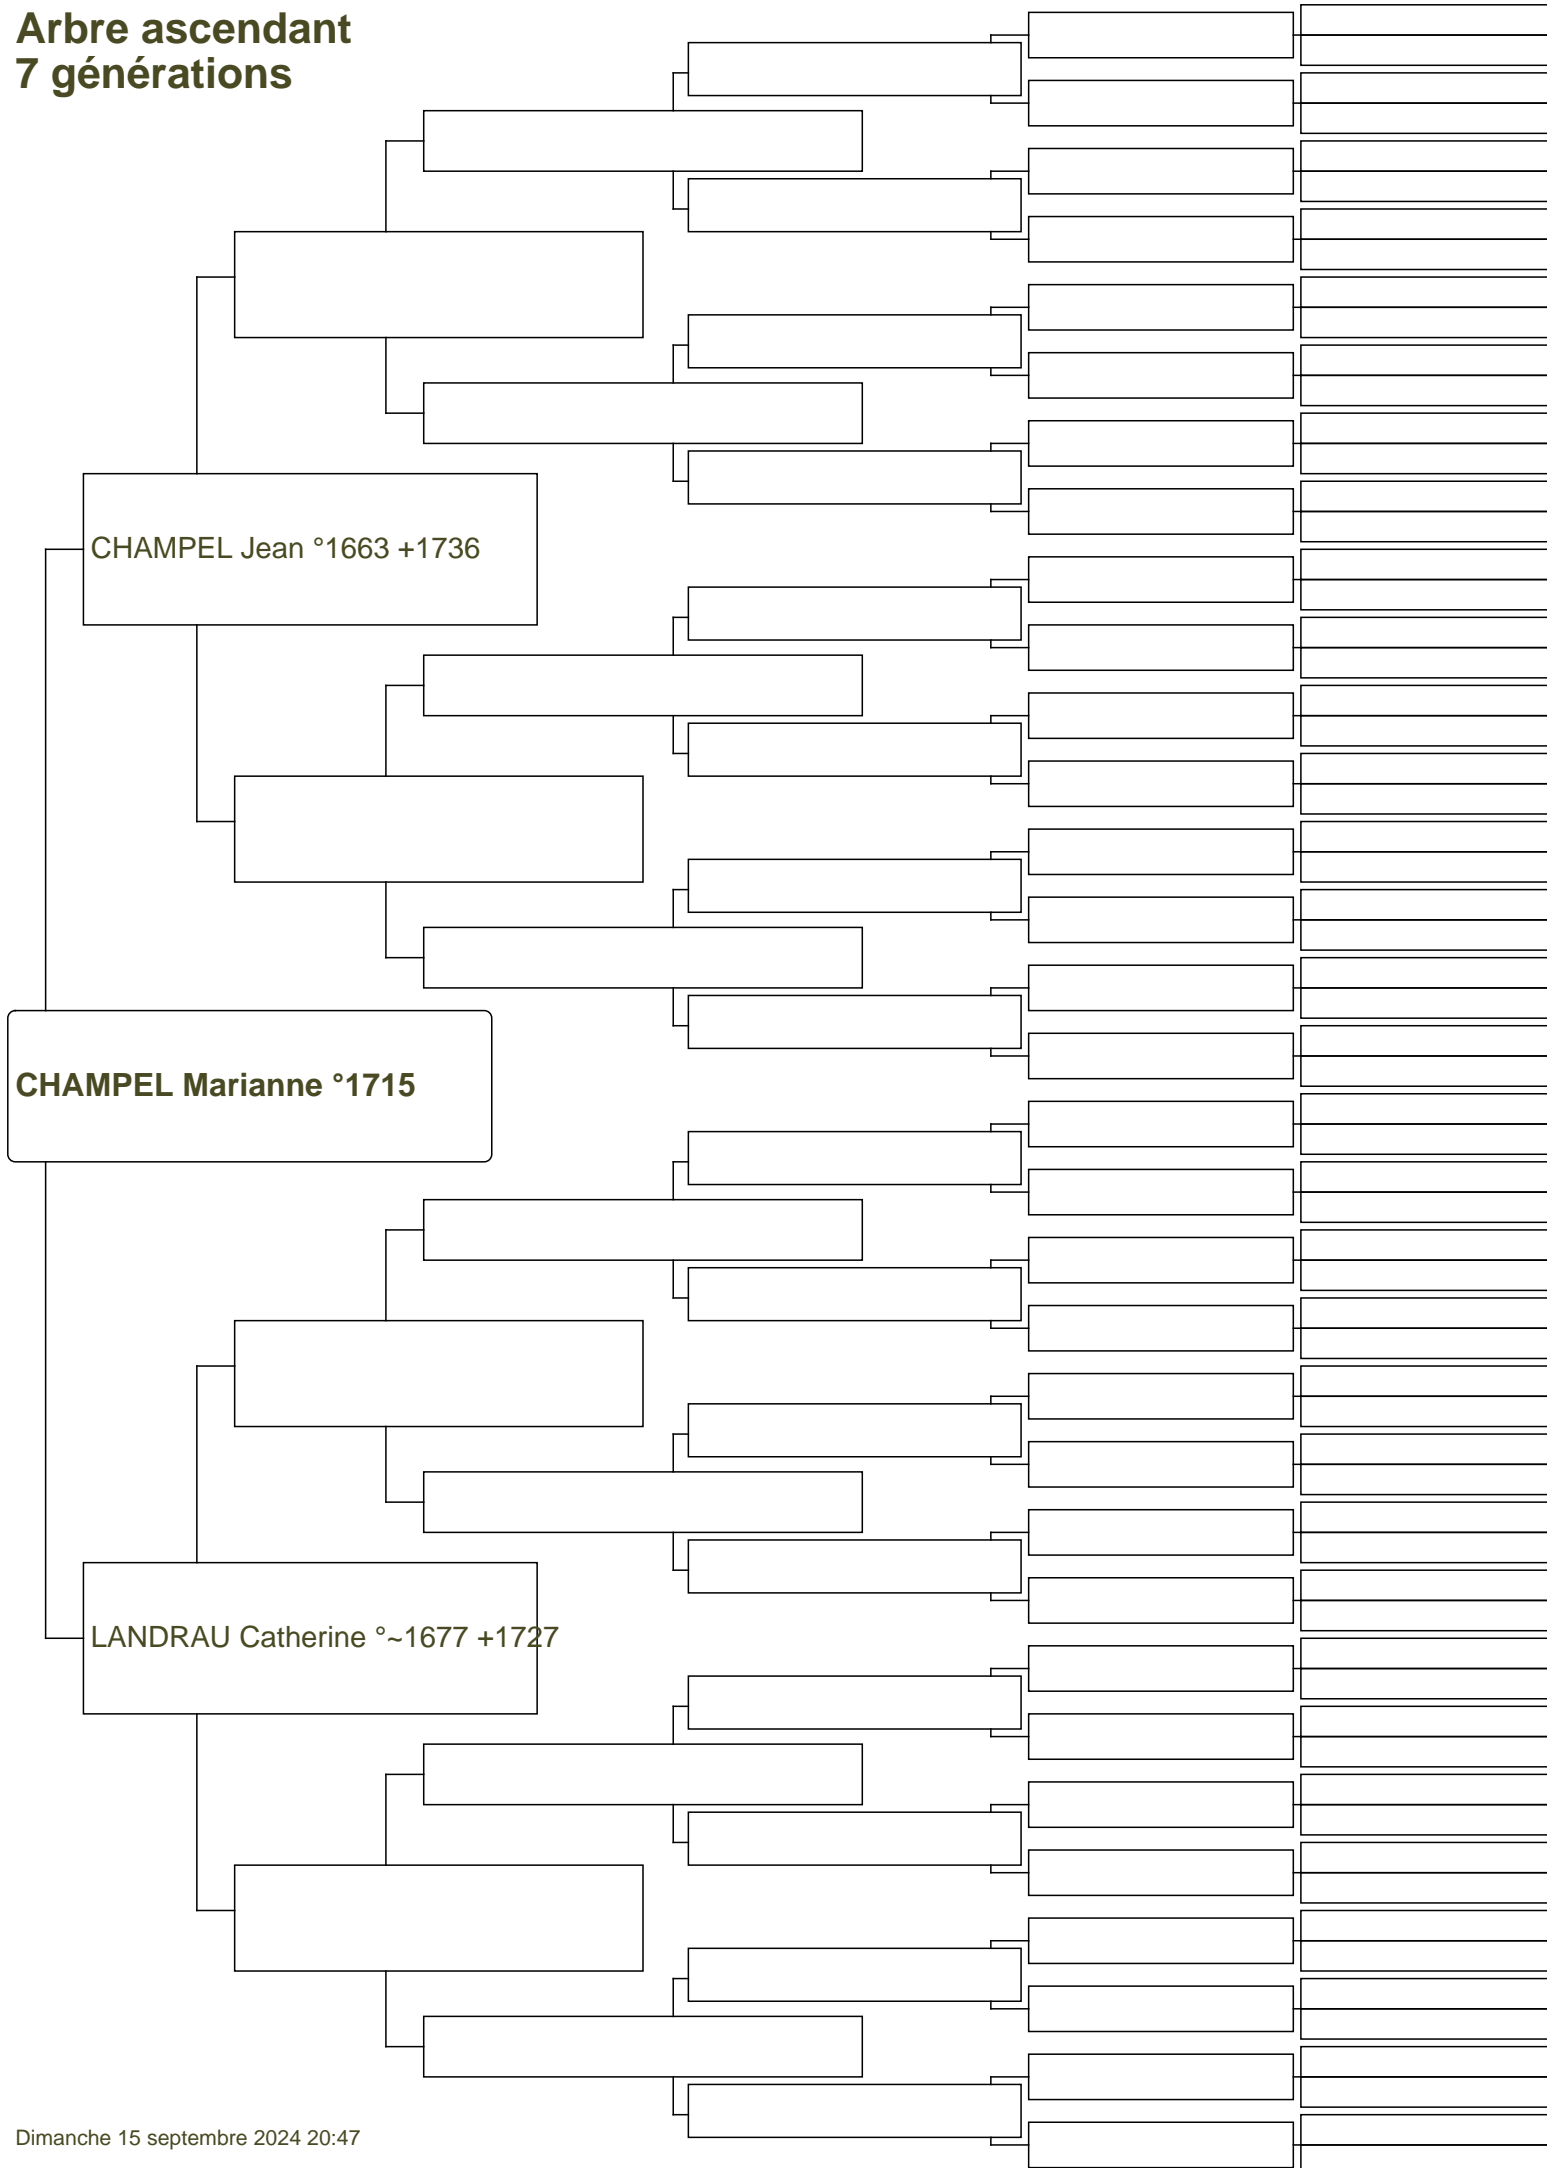 Arbre ascendant
7 générations
CHAMPEL Jean °1663 +1736
CHAMPEL Marianne °1715
LANDRAU Catherine °~1677 +1727
Dimanche 15 septembre 2024 20:47